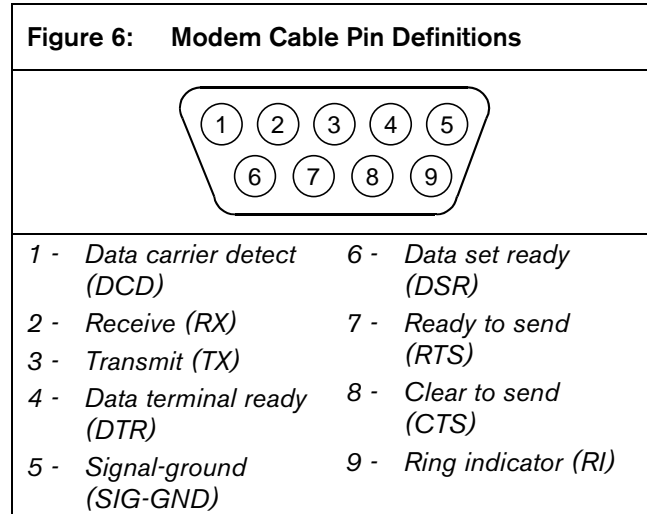 Figure 6: Modem Cable Pin Definitions
1 2 3 4 5
6 7 8 9
1 - Data carrier detect
(DCD)
2 - Receive (RX)
3 - Transmit (TX)
4 - Data terminal ready
(DTR)
5 - Signal-ground
(SIG-GND)
6 - Data set ready
(DSR)
7 - Ready to send
(RTS)
8 - Clear to send
(CTS)
9 - Ring indicator (RI)